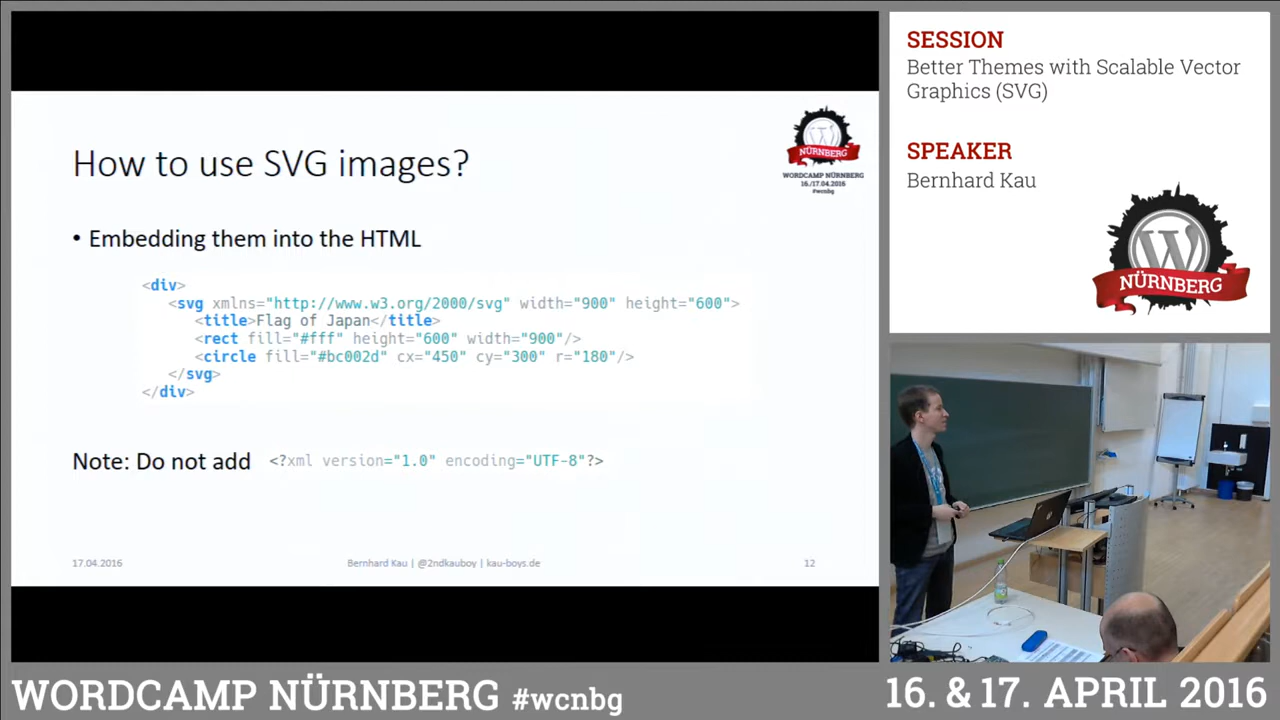 How to use SVG images?
NÜRNBERG
WORDCAMP NÜRNBERG
16./17.04.2016
#wcnbg
• Embedding them into the HTML
<div>
<svg xmlns="http://www.w3.org/2000/svg" width="900" height="600">
<title>Flag of Japan</title>
<rect fill="#fff" height="600" width="900"/>
<circle fill="#bc002d" cx="450" cy="300" r="180"/>
</svg>
</div>
Note: Do not add <?xml version="1.0" encoding="UTF-8"?>
17.04.2016
Bernhard Kau | @2ndkauboy | kau-boys.de
12
SESSION
Better Themes with Scalable Vector
Graphics (SVG)
SPEAKER
Bernhard Kau
W
NÜRNBERG
WORDCAMP NÜRNBERG #wcnbg
16. & 17. APRIL 2016